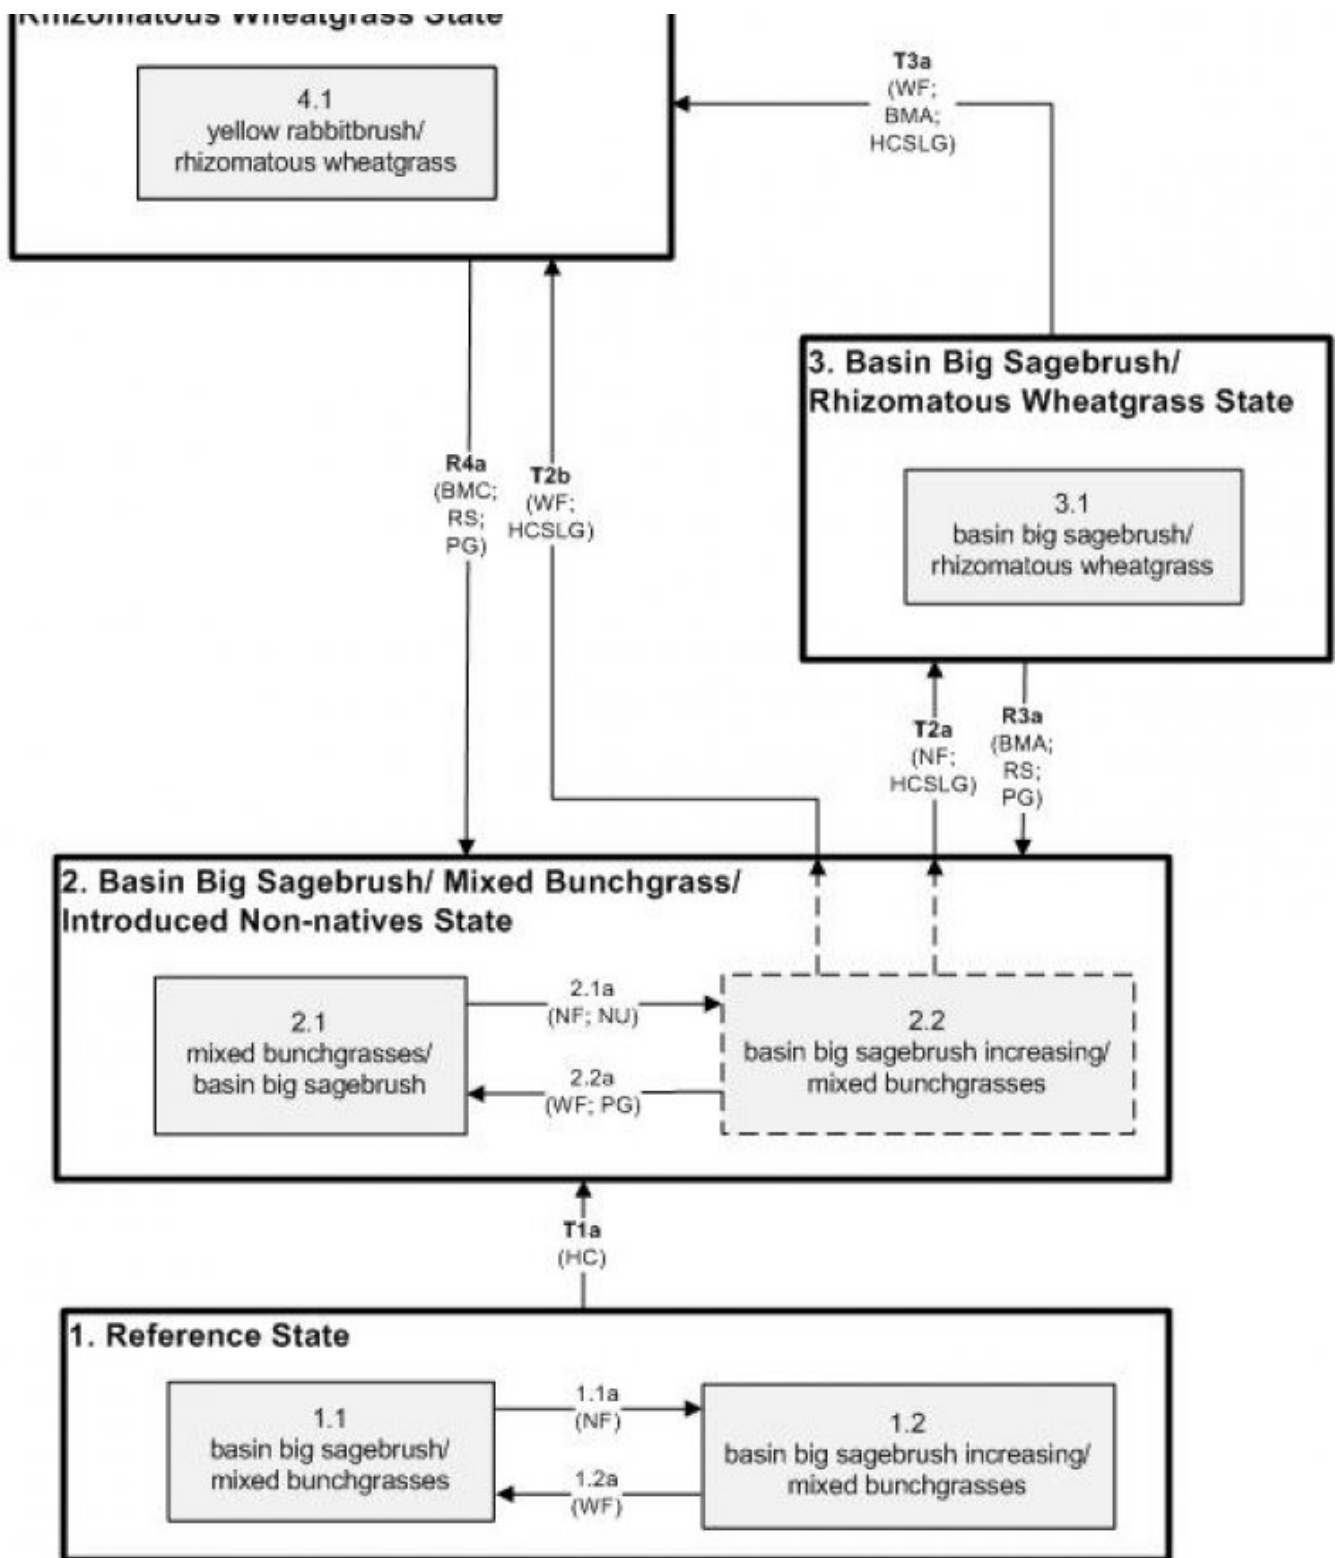 Rhizomatous Wheatgrass State
4.1
yellow rabbitbrush/
rhizomatous wheatgrass
T3a
(WF;
BMA;
HCSLG)
3. Basin Big Sagebrush/
Rhizomatous Wheatgrass State
3.1
basin big sagebrush/
rhizomatous wheatgrass
R4a
(BMC;
RS;
PG)
T2b
(WF;
HCSLG)
T2a
(NF;
HCSLG)
R3a
(BMA;
RS;
PG)
2. Basin Big Sagebrush/ Mixed Bunchgrass/
Introduced Non-natives State
2.1
mixed bunchgrasses/
basin big sagebrush
2.1a
(NF; NU)
2.2a
(WF; PG)
2.2
basin big sagebrush increasing/
mixed bunchgrasses
T1a
(HC)
1. Reference State
1.1
basin big sagebrush/
mixed bunchgrasses
1.1a
(NF)
1.2a
(WF)
1.2
basin big sagebrush increasing/
mixed bunchgrasses